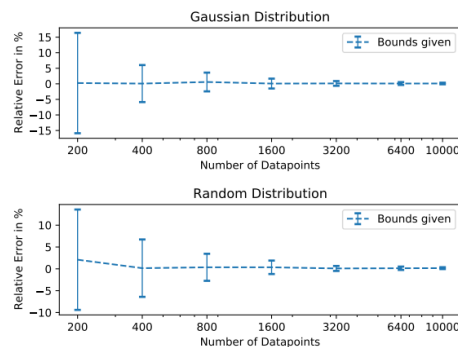 Gaussian Distribution
Relative Error in %
15
10
5
0
−5
−10
−15
Bounds given
200 400 800 1600 3200 6400 10000
Number of Datapoints
Random Distribution
Relative Error in %
10
5
0
−5
−10
Bounds given
200 400 800 1600 3200 6400 10000
Number of Datapoints